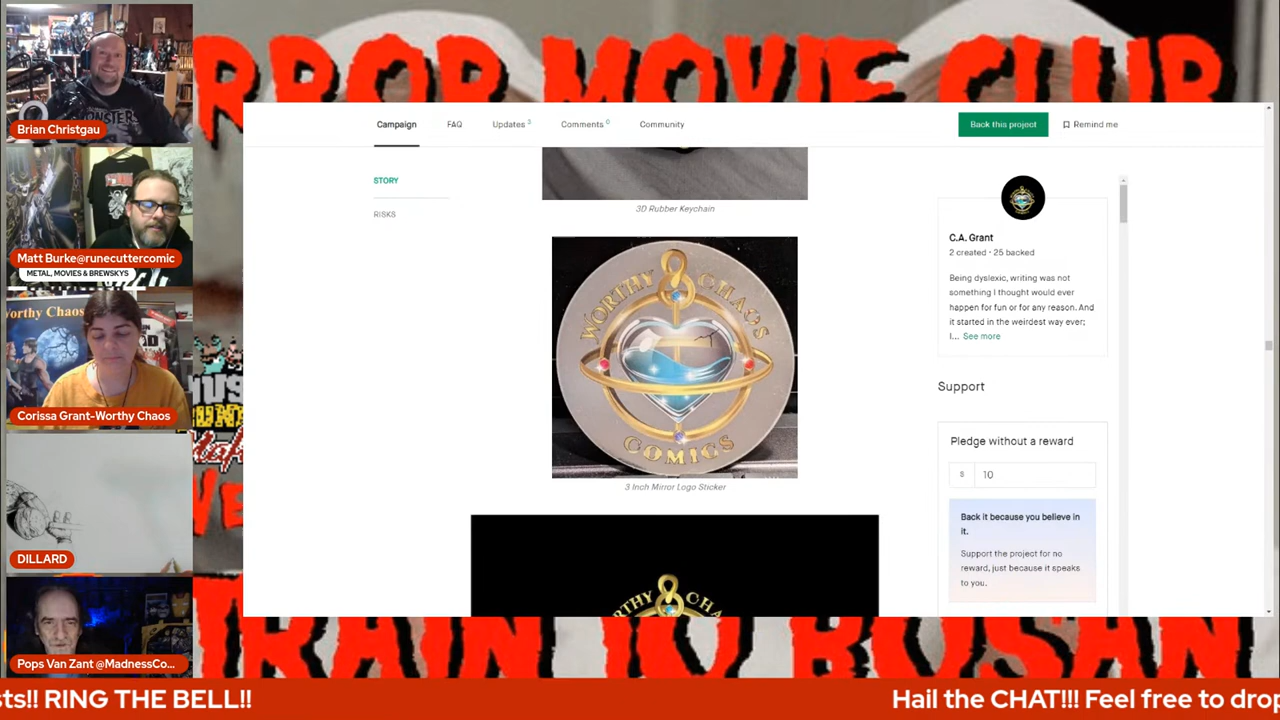 RROR MOVIE CLUB
Brian Christgau
Matt Burke@runecuttercomic
METAL, MOVIES & BREWSKYS
orthy Chaos
Corissa Grant-Worthy Chaos
DILLARD
Pops Van Zant @MadnessCo...
Campaign
FAQ
Updates 3
Comments 0
Community
Back this project
Remind me
STORY
RISKS
3D Rubber Keychain
WORTHY CHAOS
COMICS
3 Inch Mirror Logo Sticker
RTHY CHA
C.A. Grant
2 created · 25 backed
Being dyslexic, writing was not
something I thought would ever
happen for fun or for any reason. And
it started in the weirdest way ever;
I... See more
Support
Pledge without a reward
$ 10
Back it because you believe in
it.
Support the project for no
reward, just because it speaks
to you.
TRAIN TO BUSAN
sts!! RING THE BELL!!
Hail the CHAT!!! Feel free to drop